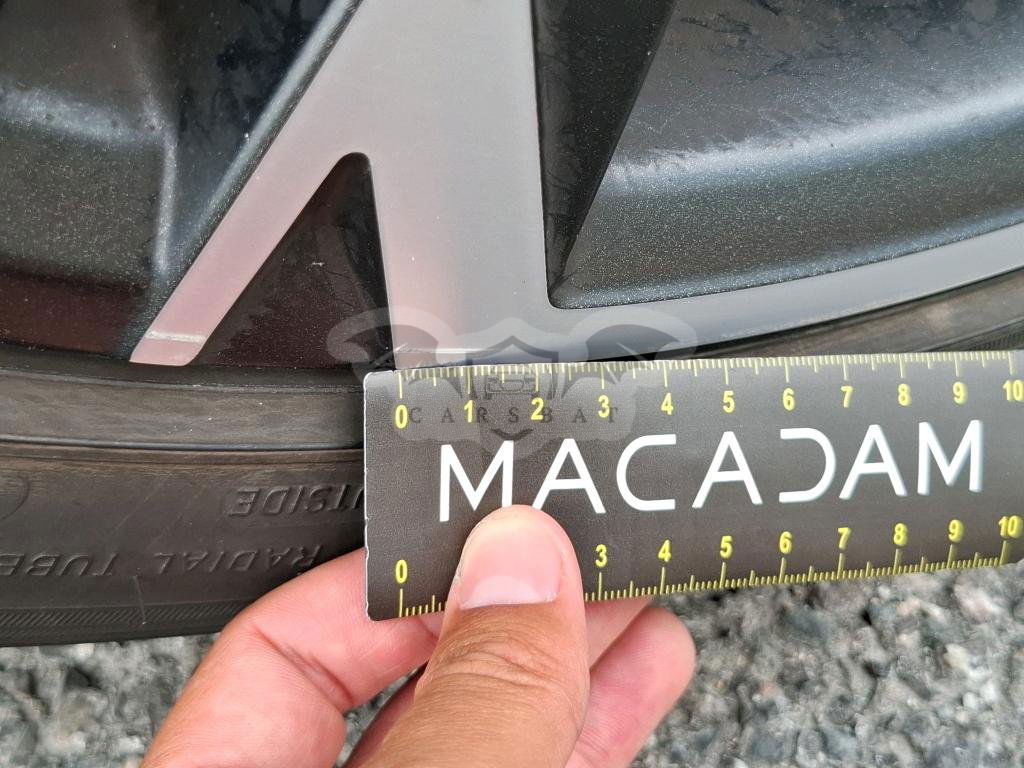 0 1 2 3 4 5 6 7 8 9 10
CARSBAT
MACADAM
UTSIDE
RADIAL TUBE
0 3 4 5 6 7 8 9 10